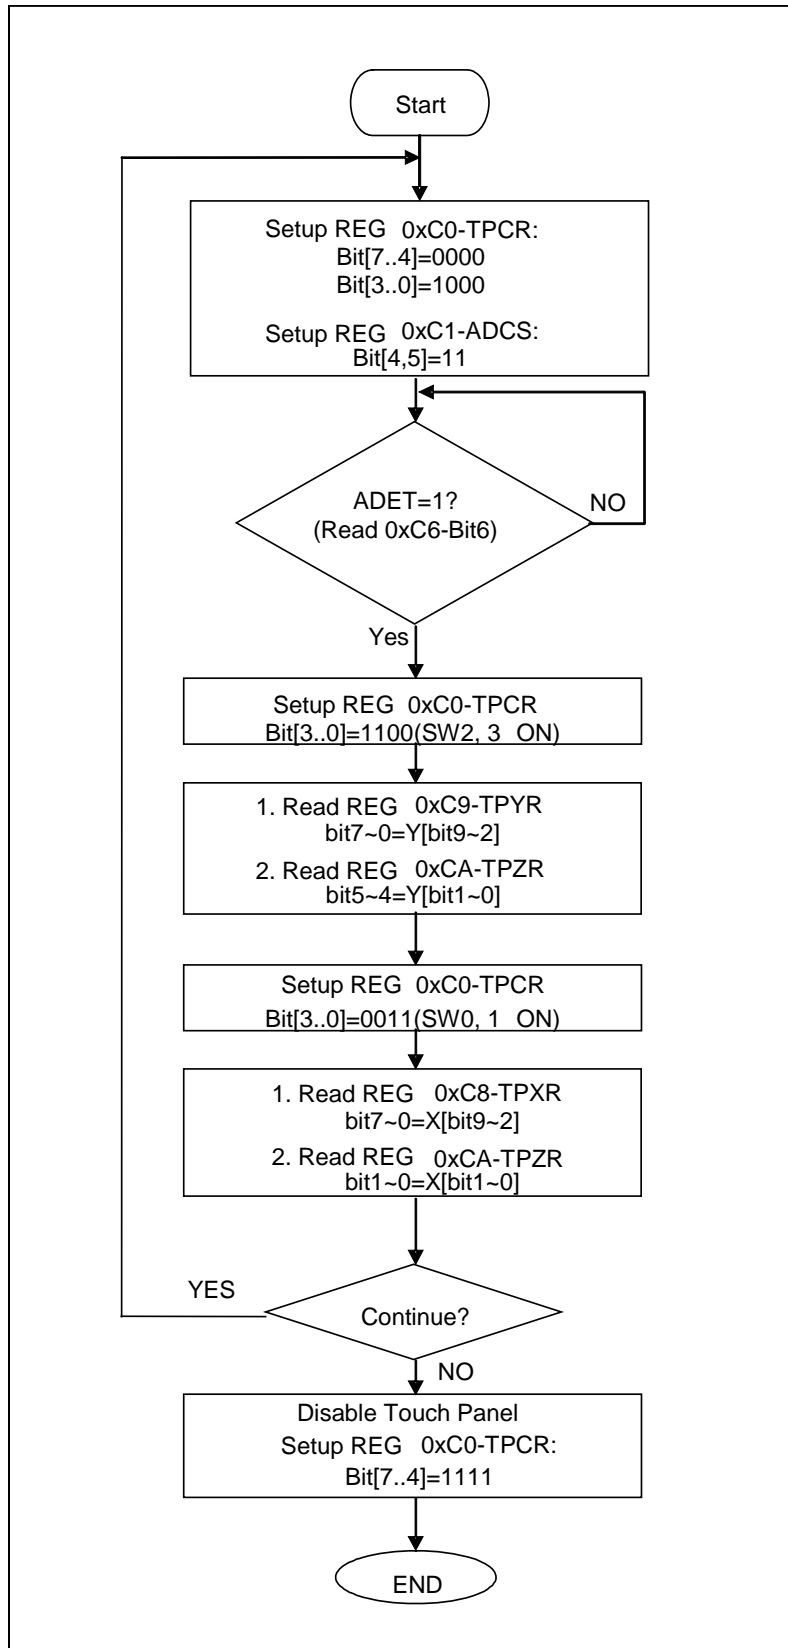 Start
Setup REG 0xC0-TPCR:
Bit[7..4]=0000
Bit[3..0]=1000
Setup REG 0xC1-ADCS:
Bit[4,5]=11
ADET=1?
(Read 0xC6-Bit6)
NO
Yes
Setup REG 0xC0-TPCR
Bit[3..0]=1100(SW2, 3 ON)
1. Read REG 0xC9-TPYR
bit7~0=Y[bit9~2]
2. Read REG 0xCA-TPZR
bit5~4=Y[bit1~0]
Setup REG 0xC0-TPCR
Bit[3..0]=0011(SW0, 1 ON)
1. Read REG 0xC8-TPXR
bit7~0=X[bit9~2]
2. Read REG 0xCA-TPZR
bit1~0=X[bit1~0]
YES
Continue?
NO
Disable Touch Panel
Setup REG 0xC0-TPCR:
Bit[7..4]=1111
END